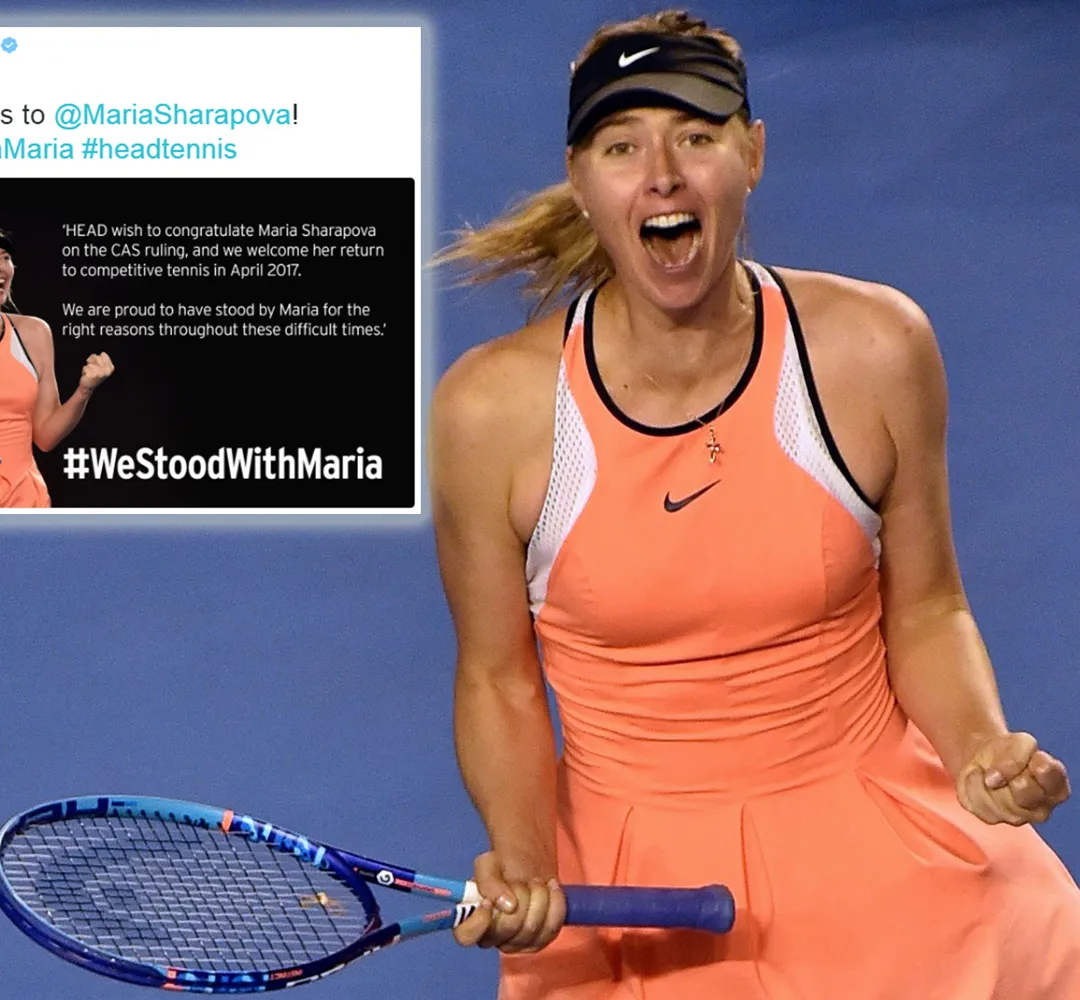 s to @MariaSharapova!
Maria #headtennis
‘HEAD wish to congratulate Maria Sharapova
on the CAS ruling, and we welcome her return
to competitive tennis in April 2017.
We are proud to have stood by Maria for the
right reasons throughout these difficult times.’
#WeStoodWithMaria
INSTINCT